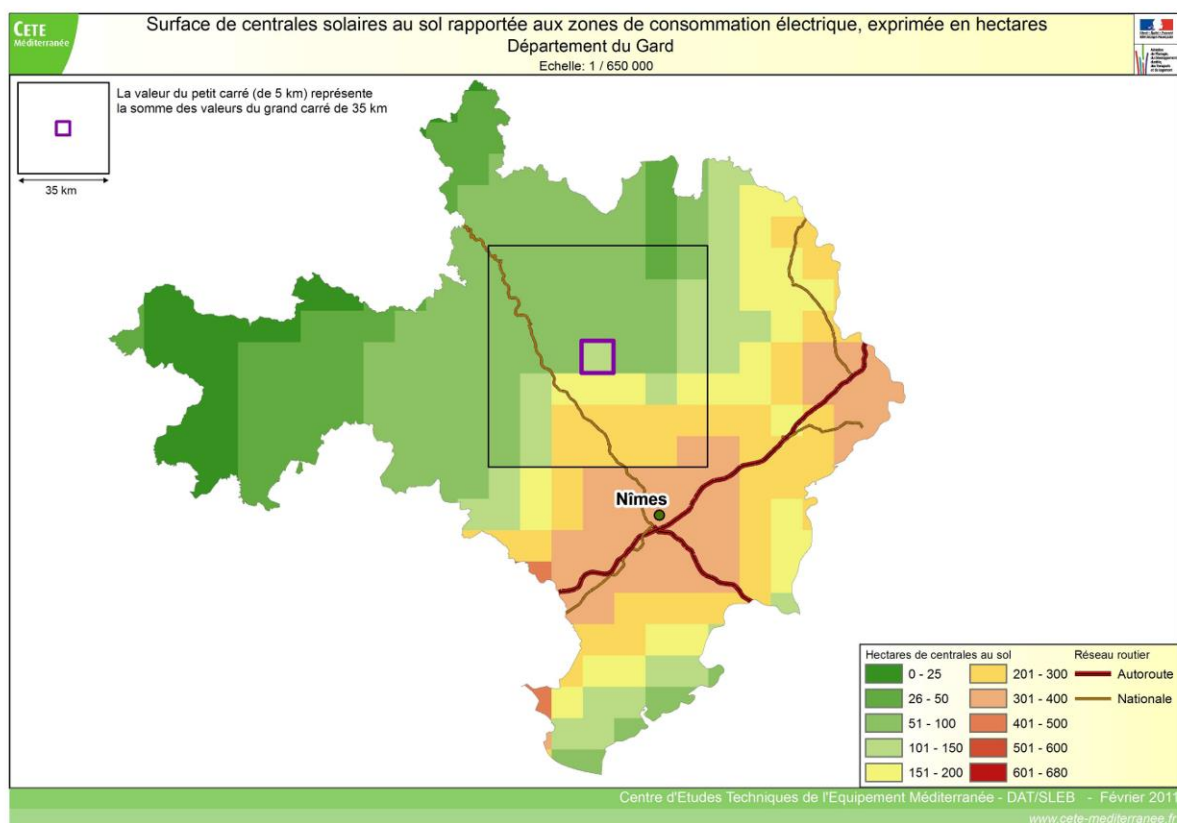 CETE
Méditerranée
Surface de centrales solaires au sol rapportée aux zones de consommation électrique, exprimée en hectares
Département du Gard
Echelle: 1 / 650 000
La valeur du petit carré (de 5 km) représente
la somme des valeurs du grand carré de 35 km
35 km
Nîmes
Hectares de centrales au sol
0 - 25
26 - 50
51 - 100
101 - 150
151 - 200
201 - 300
301 - 400
401 - 500
501 - 600
601 - 680
Réseau routier
Autoroute
Nationale
Centre d'Etudes Techniques de l'Equipement Méditerranée - DAT/SLEB - Février 2011
www.cete-mediterranee.fr